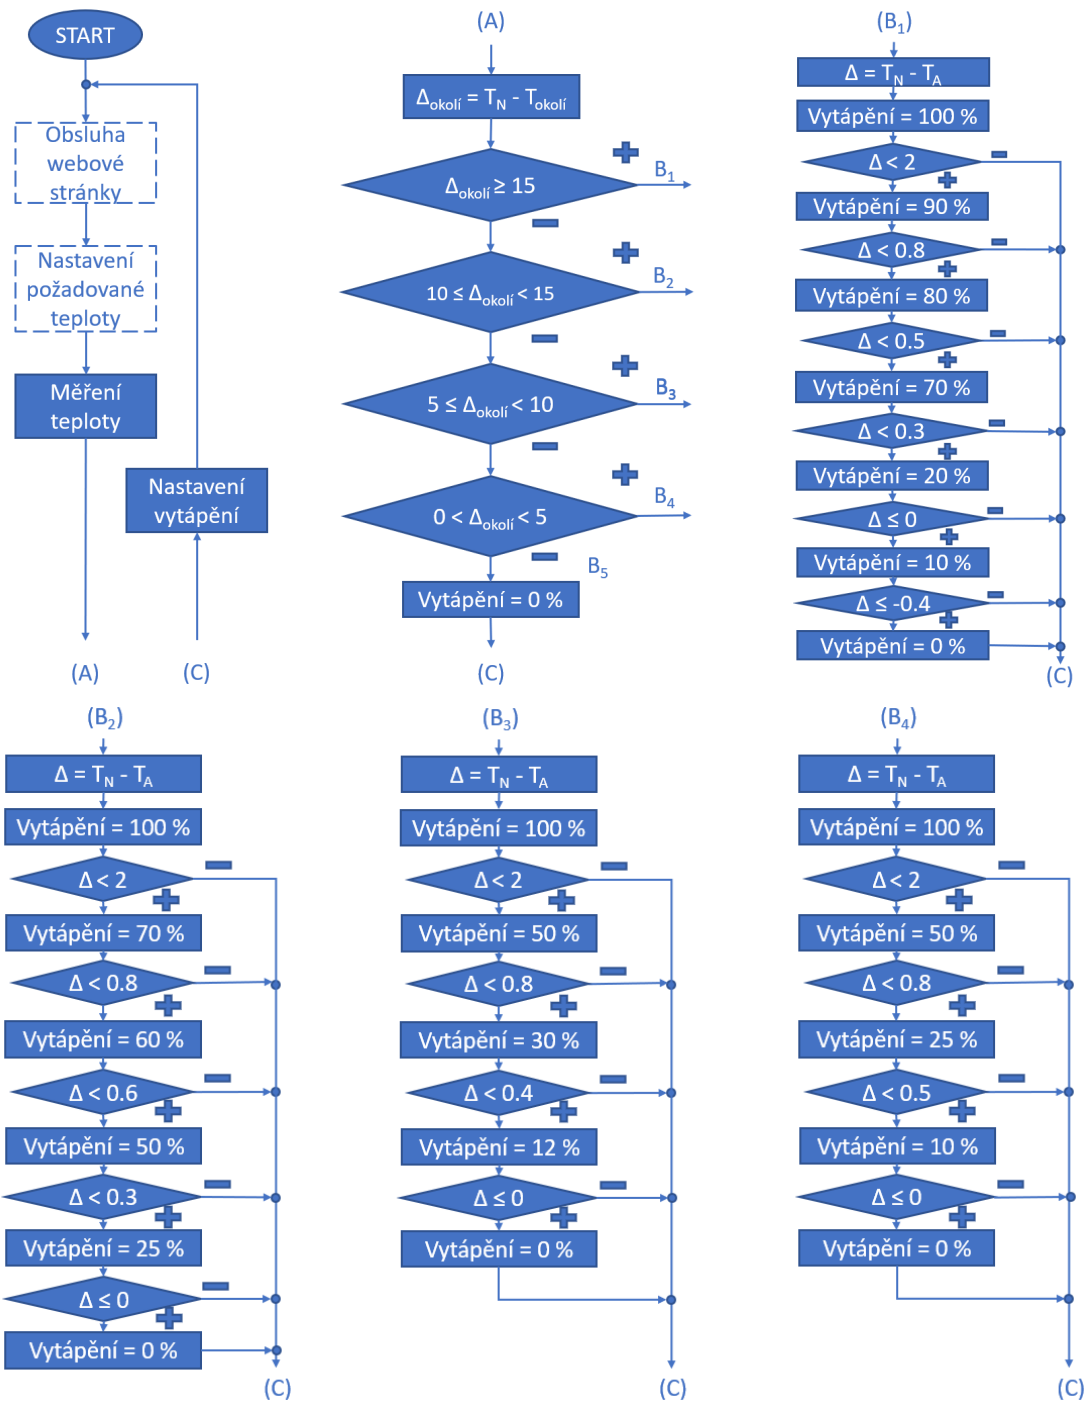 START
Obsluha
webové
stránky
Nastavení
požadované
teploty
Měření
teploty
Nastavení
vytápění
(A)
(C)
(A)
Δokolí = TN - Tokolí
Δokolí ≥ 15
+
B1
-
10 ≤ Δokolí < 15
+
B2
-
5 ≤ Δokolí < 10
+
B3
-
0 < Δokolí < 5
+
B4
-
B5
Vytápění = 0 %
(C)
(B1)
Δ = TN - TA
Vytápění = 100 %
Δ < 2
-
+
Vytápění = 90 %
Δ < 0.8
-
+
Vytápění = 80 %
Δ < 0.5
-
+
Vytápění = 70 %
Δ < 0.3
-
+
Vytápění = 20 %
Δ ≤ 0
-
+
Vytápění = 10 %
Δ ≤ -0.4
-
+
Vytápění = 0 %
(C)
(B2)
Δ = TN - TA
Vytápění = 100 %
Δ < 2
-
+
Vytápění = 70 %
Δ < 0.8
-
+
Vytápění = 60 %
Δ < 0.6
-
+
Vytápění = 50 %
Δ < 0.3
-
+
Vytápění = 25 %
Δ ≤ 0
-
+
Vytápění = 0 %
(C)
(B3)
Δ = TN - TA
Vytápění = 100 %
Δ < 2
-
+
Vytápění = 50 %
Δ < 0.8
-
+
Vytápění = 30 %
Δ < 0.4
-
+
Vytápění = 12 %
Δ ≤ 0
-
+
Vytápění = 0 %
(C)
(B4)
Δ = TN - TA
Vytápění = 100 %
Δ < 2
-
+
Vytápění = 50 %
Δ < 0.8
-
+
Vytápění = 25 %
Δ < 0.5
-
+
Vytápění = 10 %
Δ ≤ 0
-
+
Vytápění = 0 %
(C)